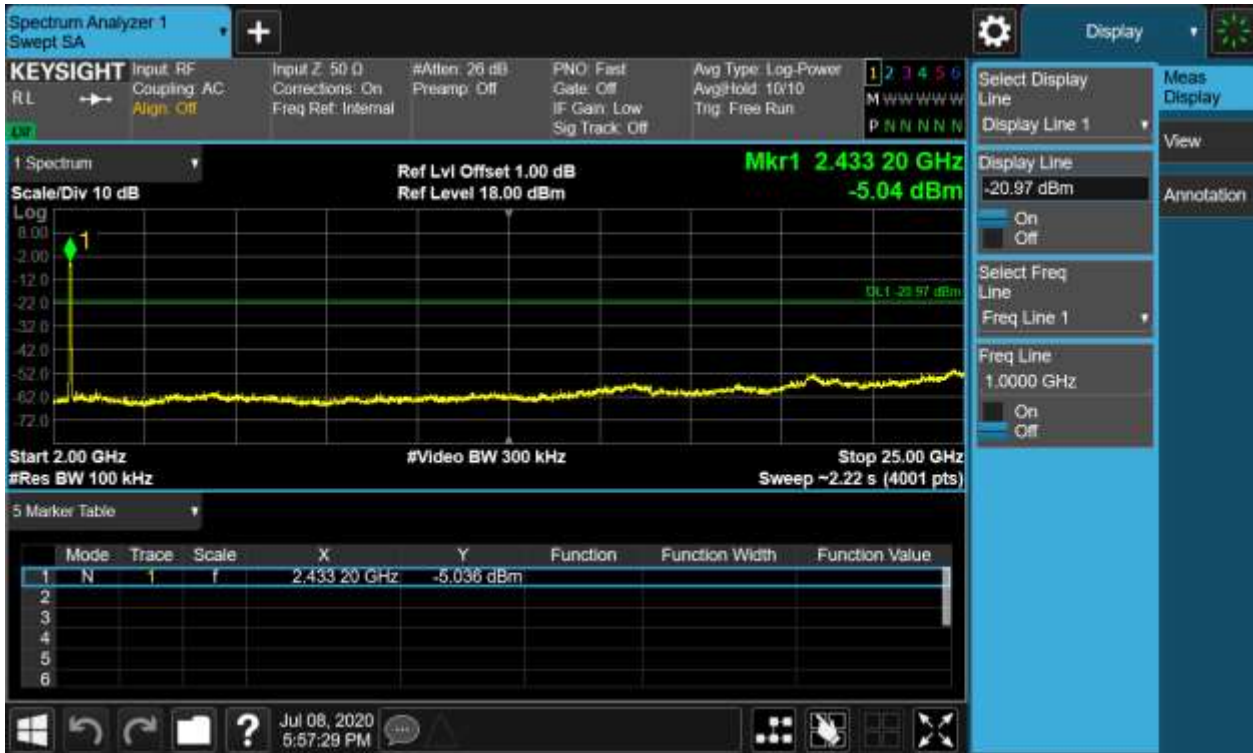 Spectrum Analyzer 1
Swept SA
+
Display
KEYSIGHT
RL
Input: RF
Coupling: AC
Align: Off
Input Z: 50 Ω
Corrections: On
Freq Ref: Internal
#Atten: 26 dB
Preamp: Off
PNO: Fast
Gate: Off
IF Gain: Low
Sig Track: Off
Avg Type: Log-Power
Avg|Hold: 10/10
Trig: Free Run
1 2 3 4 5 6
M W W W W W
P N N N N N
1 Spectrum
Scale/Div 10 dB
Ref Lvl Offset 1.00 dB
Ref Level 18.00 dBm
Mkr1 2.433 20 GHz
-5.04 dBm
Log
8.00
-2.00
-12.0
-22.0
-32.0
-42.0
-52.0
-62.0
-72.0
1
DL1 -20.97 dBm
Start 2.00 GHz
#Res BW 100 kHz
#Video BW 300 kHz
Stop 25.00 GHz
Sweep ~2.22 s (4001 pts)
5 Marker Table
Mode Trace Scale X Y Function Function Width Function Value
1 N 1 f 2.433 20 GHz -5.036 dBm
2
3
4
5
6
Select Display
Line
Display Line 1
Display Line
-20.97 dBm
On
Off
Select Freq
Line
Freq Line 1
Freq Line
1.0000 GHz
On
Off
Meas
Display
View
Annotation
?
Jul 08, 2020
5:57:29 PM